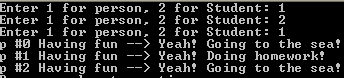 Enter 1 for person, 2 for Student: 1
Enter 1 for person, 2 for Student: 2
Enter 1 for person, 2 for Student: 1
p #0 Having fun --> Yeah! Going to the sea!
p #1 Having fun --> Yeah! Doing homework!
p #2 Having fun --> Yeah! Going to the sea!